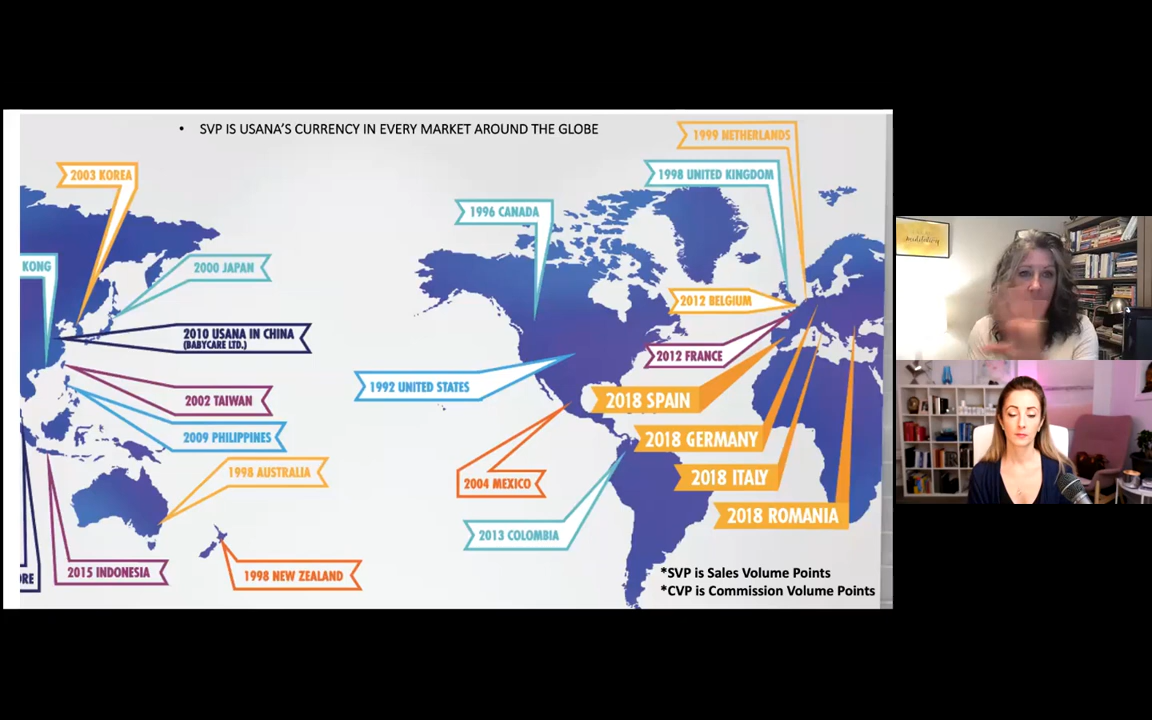 • SVP IS USANA'S CURRENCY IN EVERY MARKET AROUND THE GLOBE
1999 NETHERLANDS
1998 UNITED KINGDOM
2003 KOREA
1996 CANADA
KONG
2000 JAPAN
2012 BELGIUM
2010 USANA IN CHINA
(BABYCARE LTD.)
2012 FRANCE
1992 UNITED STATES
2002 TAIWAN
2018 SPAIN
2009 PHILIPPINES
2018 GERMANY
1998 AUSTRALIA
2018 ITALY
2004 MEXICO
2018 ROMANIA
2013 COLOMBIA
ORE
2015 INDONESIA
1998 NEW ZEALAND
*SVP is Sales Volume Points
*CVP is Commission Volume Points